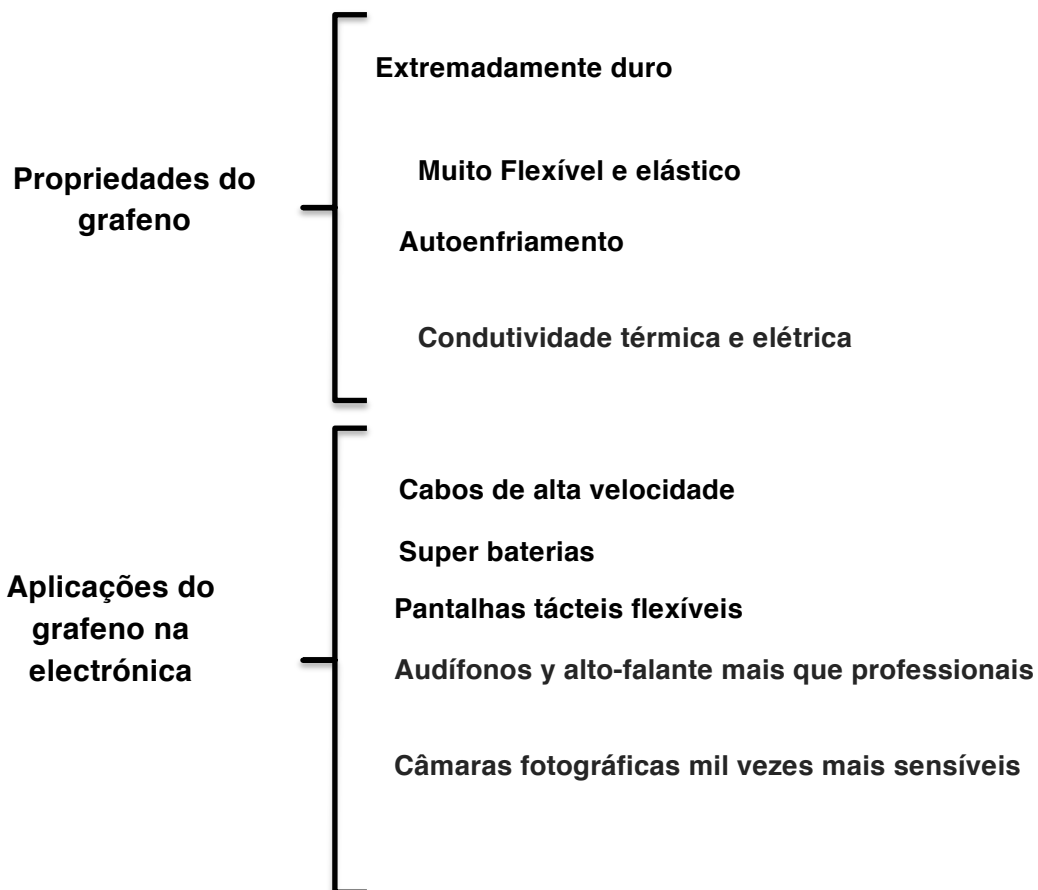 Propriedades do
grafeno
Extremadamente duro
Muito Flexível e elástico
Autoenfriamento
Condutividade térmica e elétrica
Aplicações do
grafeno na
electrónica
Cabos de alta velocidade
Super baterias
Pantalhas tácteis flexíveis
Audífonos y alto-falante mais que professionais
Câmaras fotográficas mil vezes mais sensíveis